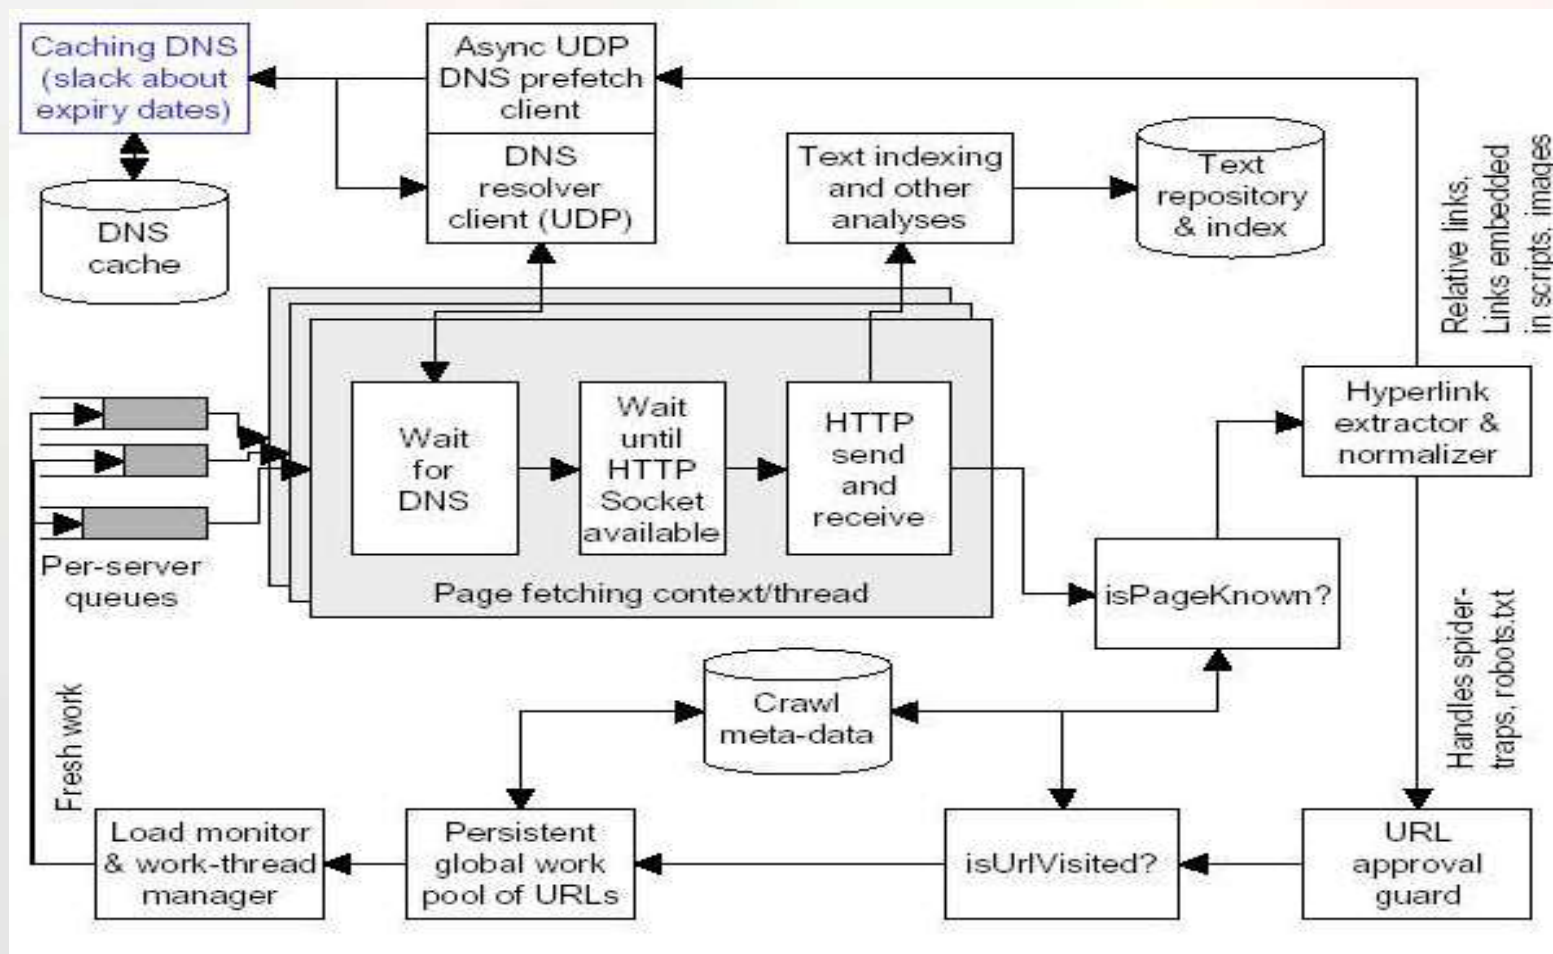 Caching DNS
(slack about
expiry dates)
Async UDP
DNS prefetch
client
DNS
resolver
client (UDP)
DNS
cache
Text indexing
and other
analyses
Text
repository
& index
Relative links,
Links embedded
in scripts, images
Hyperlink
extractor &
normalizer
Wait
for
DNS
Wait
until
HTTP
Socket
available
HTTP
send
and
receive
Page fetching context/thread
Per-server
queues
isPageKnown?
Handles spider-
traps, robots.txt
Crawl
meta-data
Fresh work
Load monitor
& work-thread
manager
Persistent
global work
pool of URLs
isUrlVisited?
URL
approval
guard